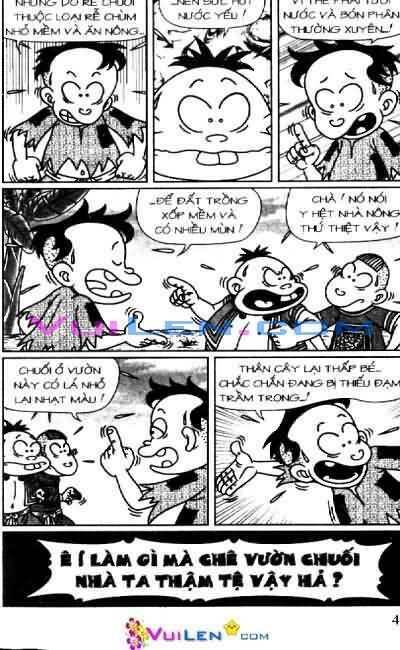 NHƯNG DO RỄ CHUỐI
THUỘC LOẠI RỄ CHÙM
NHỎ MỀM VÀ ĂN NÔNG...
...NÊN SỨC HÚT
NƯỚC YẾU !
VÌ THẾ PHẢI TƯỚI
NƯỚC VÀ BÓN PHÂN
THƯỜNG XUYÊN..!
...ĐỂ ĐẤT TRỒNG
XỐP MỀM VÀ
CÓ NHIỀU MÙN !
CHÀ ! NÓ NÓI
Y HỆT NHÀ NÔNG
THỨ THIỆT VẬY !
VUILEN.COM
CHUỐI Ở VƯỜN
NÀY CÓ LÁ NHỎ
LẠI NHẠT MÀU !
THÂN CÂY LẠI THẤP BÉ...
CHẮC CHẮN ĐANG BỊ THIẾU ĐẠM
TRẦM TRỌNG...!
Ê Í LÀM GÌ MÀ CHÊ VƯỜN CHUỐI
NHÀ TA THẬM TỆ VẬY HẢ ?
4
VUILEN.COM